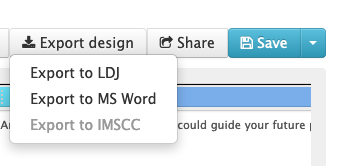 Export design Share Save
Export to LDJ
Export to MS Word
Export to IMSCC
could guide your future